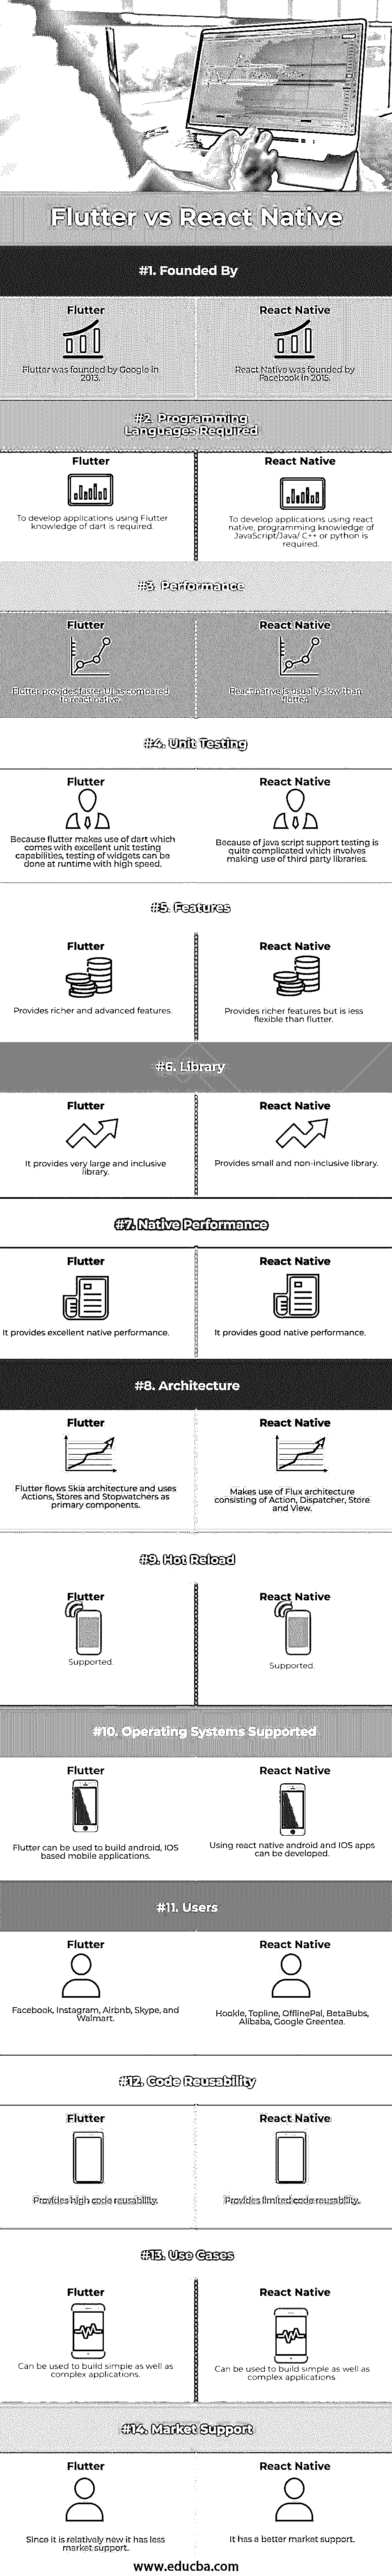 Flutter vs React Native
#1. Founded By
Flutter
React Native
Flutter was founded by Google in
2013.
React Native was founded by
Facebook in 2015.
#2. Programming
Languages Required
Flutter
React Native
To develop applications using Flutter
knowledge of dart is required.
To develop applications using react
native, programming knowledge of
JavaScript/Java/ C++ or python is
required.
#3. Performance
Flutter
React Native
Flutter provides faster UI as compared
to react native.
React native is usually slow than
flutter.
#4. Unit Testing
Flutter
React Native
Because flutter makes use of dart which
comes with excellent unit testing
capabilities, testing of widgets can be
done at runtime with high speed.
Because of java script support testing is
quite complicated which involves
making use of third party libraries.
#5. Features
Flutter
React Native
Provides richer and advanced features.
Provides richer features but is less
flexible than flutter.
#6. Library
Flutter
React Native
It provides very large and inclusive
library.
Provides small and non-inclusive library.
#7. Native Performance
Flutter
React Native
It provides excellent native performance.
It provides good native performance.
#8. Architecture
Flutter
React Native
Flutter flows Skia architecture and uses
Actions, Stores and Stopwatchers as
primary components.
Makes use of Flux architecture
consisting of Action, Dispatcher, Store
and View.
#9. Hot Reload
Flutter
React Native
Supported.
Supported.
#10. Operating Systems Supported
Flutter
React Native
Flutter can be used to build android, IOS
based mobile applications.
Using react native android and IOS apps
can be developed.
#11. Users
Flutter
React Native
Facebook, Instagram, Airbnb, Skype, and
Walmart.
Hookle, Topline, OfflinePal, BetaBubs,
Alibaba, Google Greentea.
#12. Code Reusability
Flutter
React Native
Provides high code reusability.
Provides limited code reusability.
#13. Use Cases
Flutter
React Native
Can be used to build simple as well as
complex applications.
Can be used to build simple as well as
complex applications
#14. Market Support
Flutter
React Native
Since it is relatively new it has less
market support.
It has a better market support.
www.educba.com